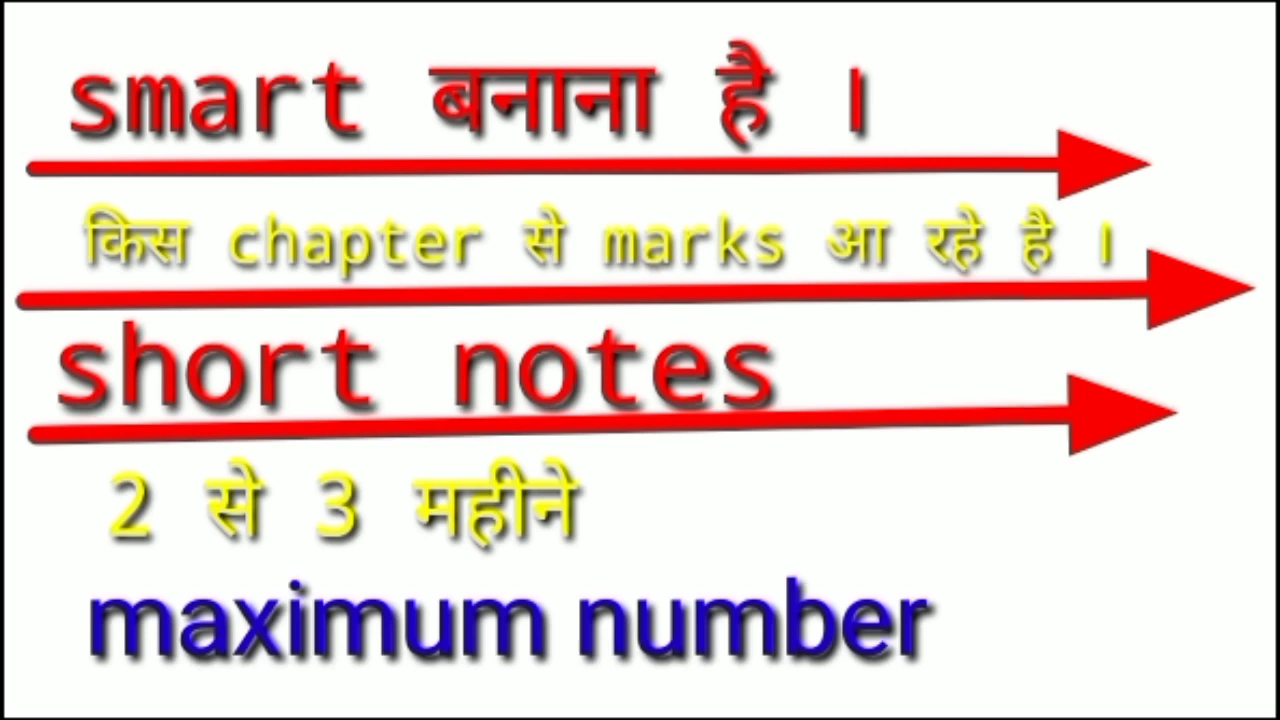 smart बनाना है ।
किस chapter से marks आ रहे है ।
short notes
2 से 3 महीने
maximum number